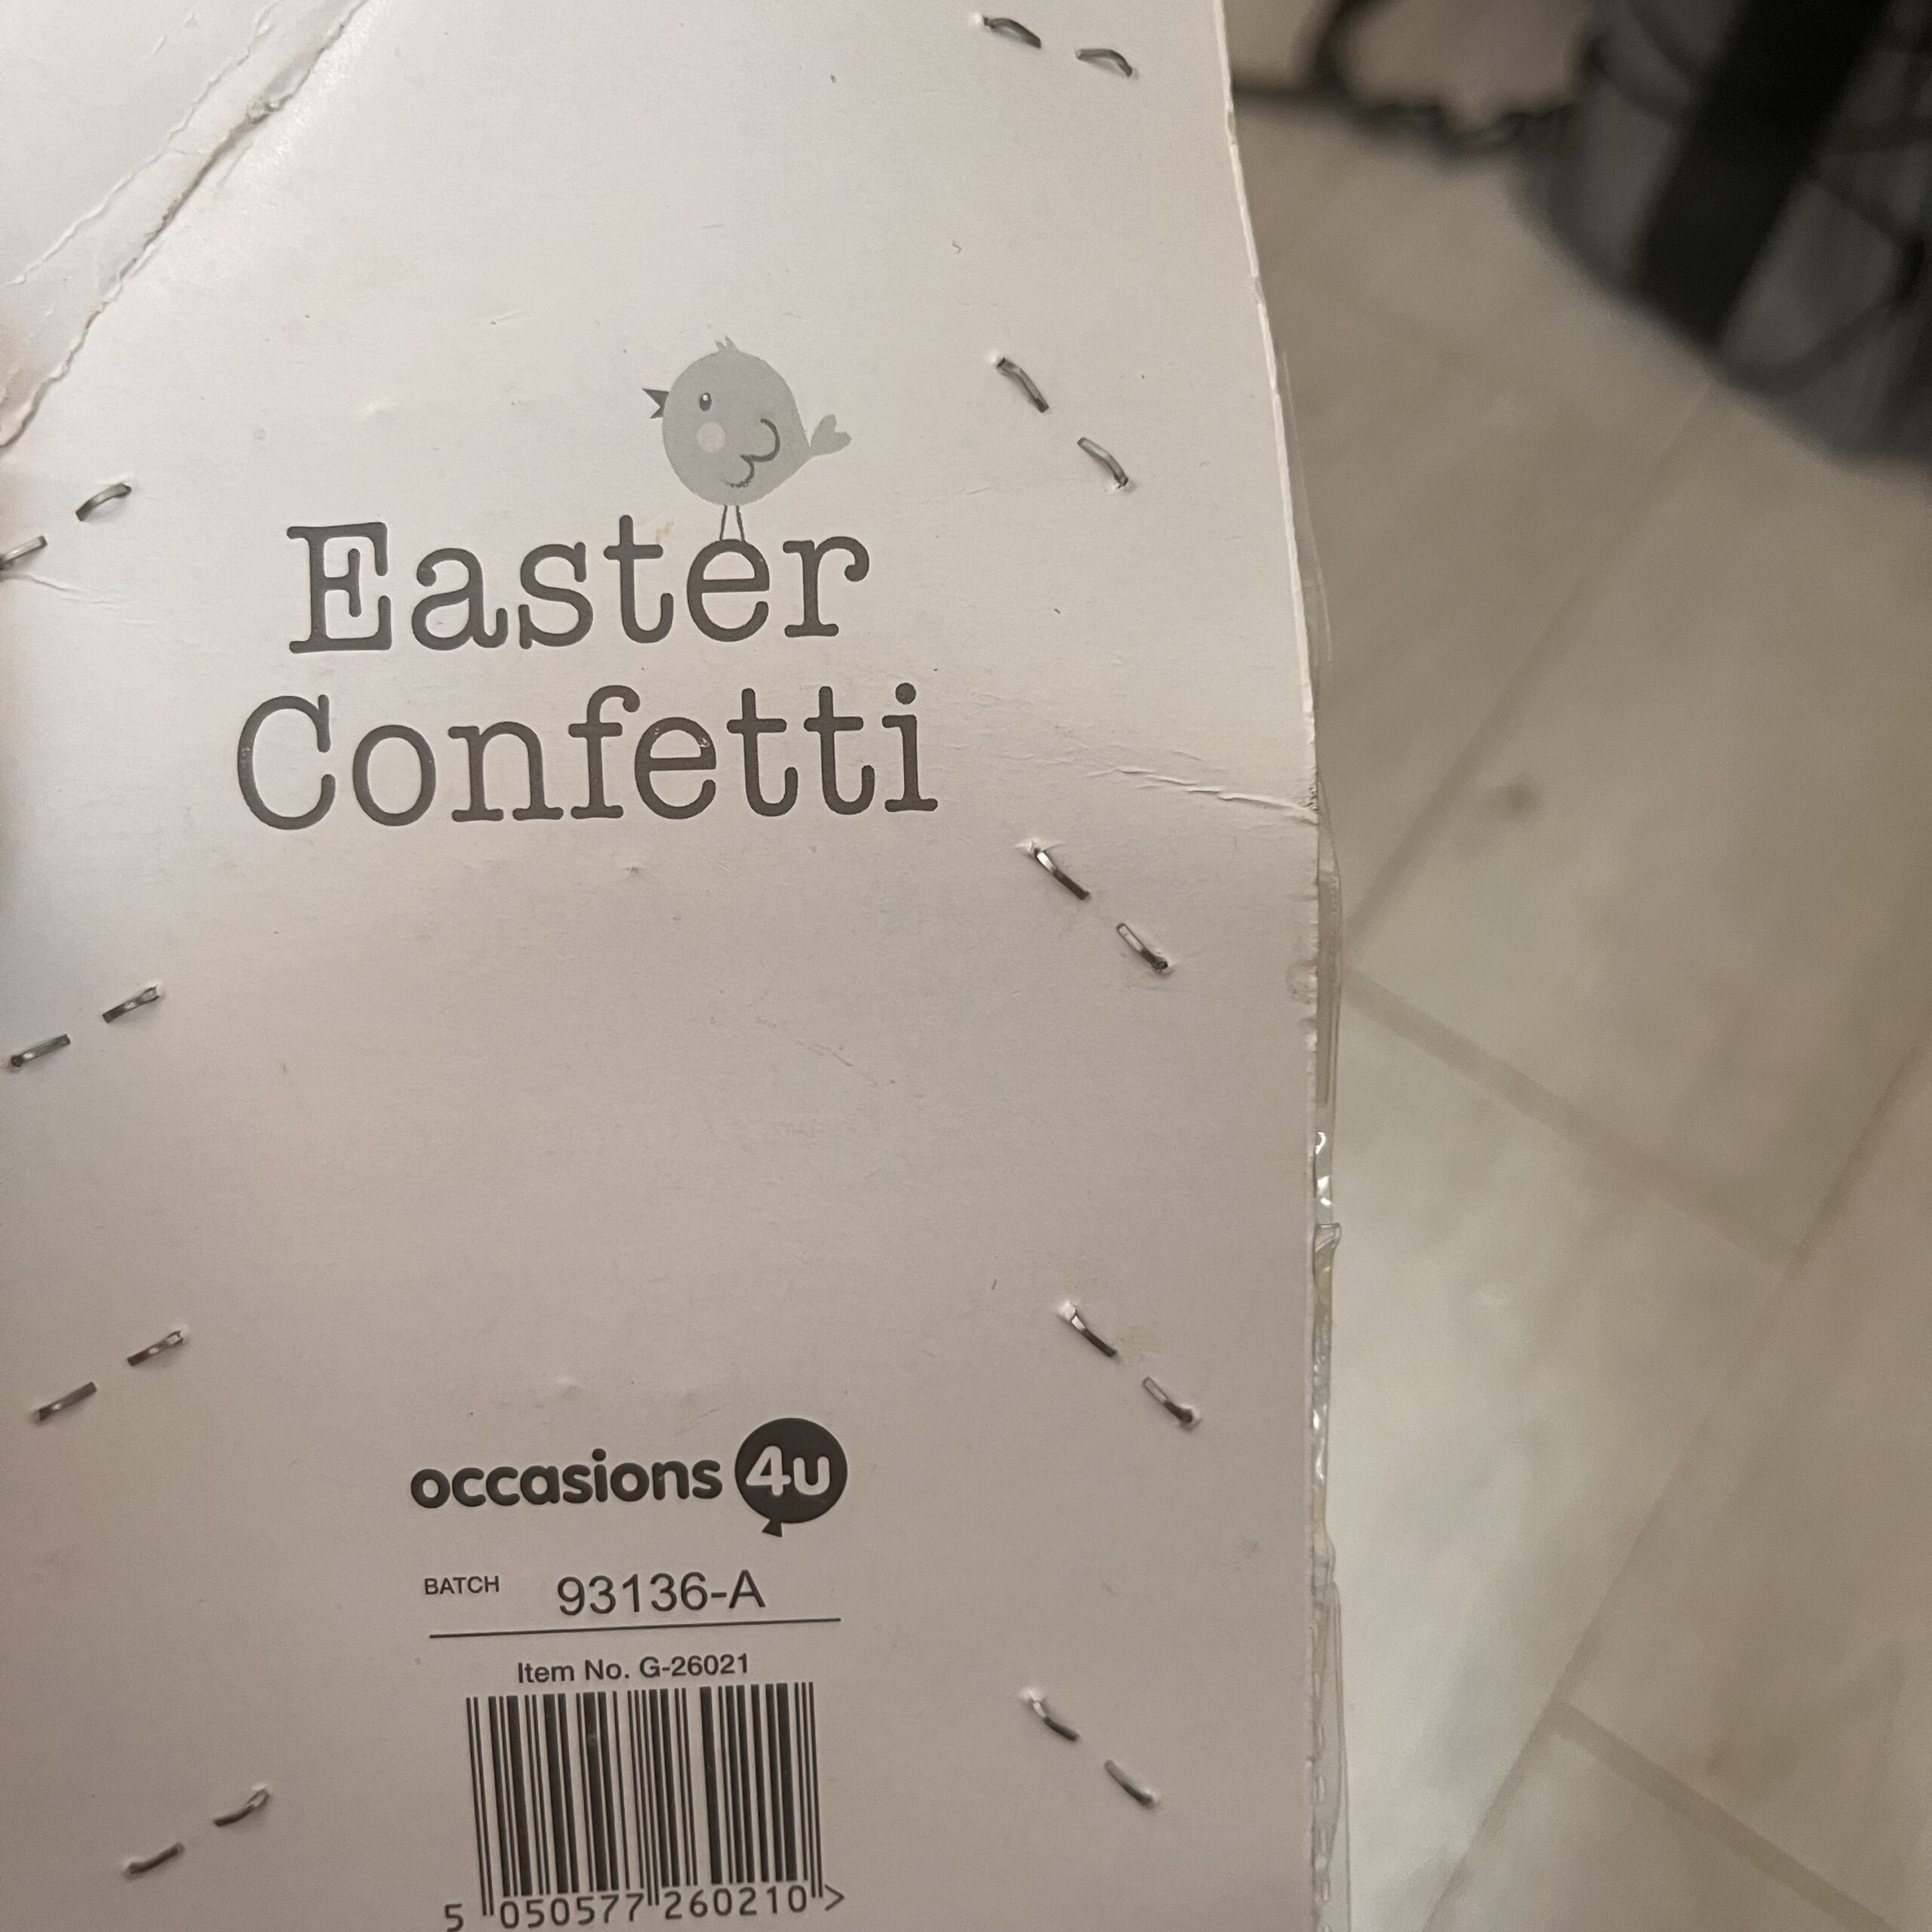 Easter
Confetti
occasions 4u
BATCH 93136-A
Item No. G-26021
5 050577 260210 >